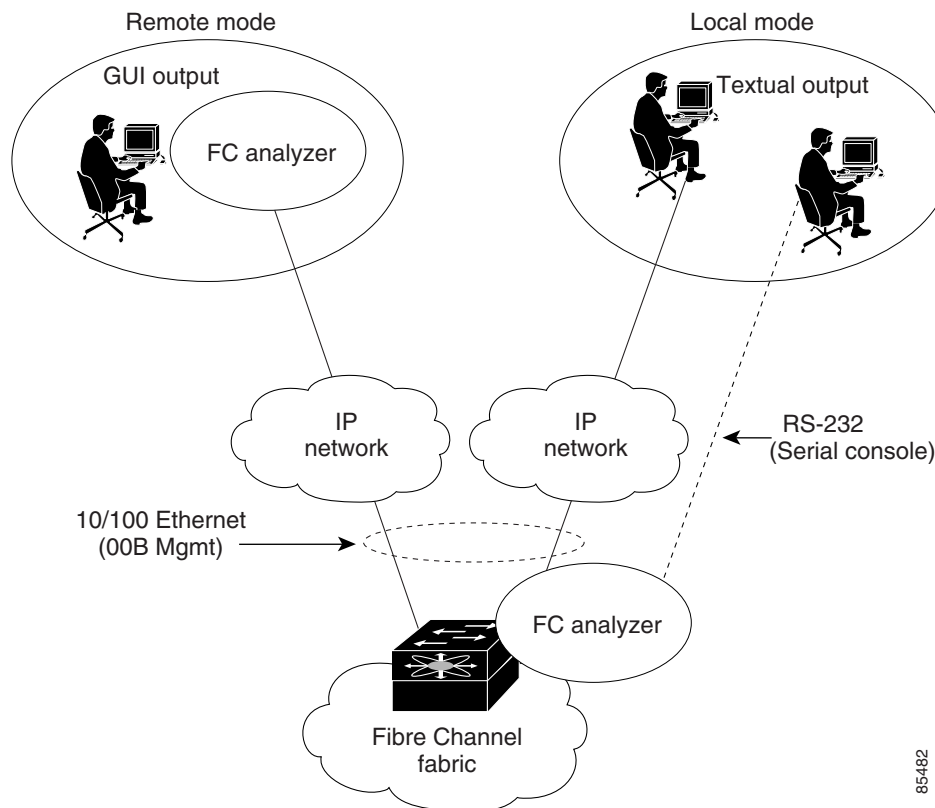 Remote mode
Local mode
GUI output
Textual output
FC analyzer
IP
network
IP
network
RS-232
(Serial console)
10/100 Ethernet
(00B Mgmt)
FC analyzer
Fibre Channel
fabric
85482